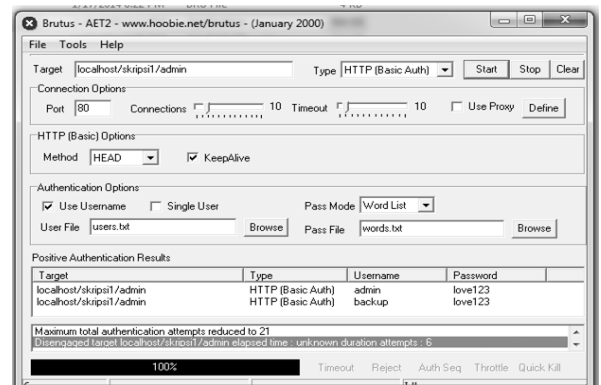 Brutus - AET2 - www.hoobie.net/brutus - (January 2000)
File Tools Help
Target localhost/skripsi1/admin Type HTTP (Basic Auth) Start Stop Clear
Connection Options
Port 80 Connections 10 Timeout 10 Use Proxy Define
HTTP (Basic) Options
Method HEAD KeepAlive
Authentication Options
Use Username Single User Pass Mode Word List
User File users.txt Browse Pass File words.txt Browse
Positive Authentication Results
Target Type Username Password
localhost/skripsi1/admin HTTP (Basic Auth) admin love123
localhost/skripsi1/admin HTTP (Basic Auth) backup love123
Maximum total authentication attempts reduced to 21
Disengaged target localhost/skripsi1/admin elapsed time : unknown duration attempts : 6
100% Timeout Reject Auth Seq Throttle Quick Kill